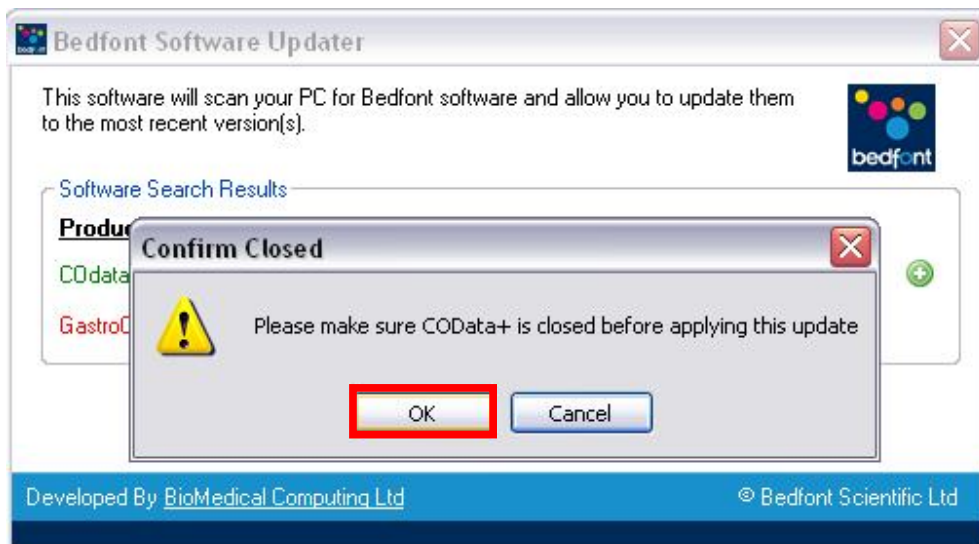 Bedfont Software Updater
This software will scan your PC for Bedfont software and allow you to update them
to the most recent version(s).
bedfont
Software Search Results
Produc
Confirm Closed
COdata
GastroC
Please make sure COData+ is closed before applying this update
OK
Cancel
Developed By BioMedical Computing Ltd
© Bedfont Scientific Ltd